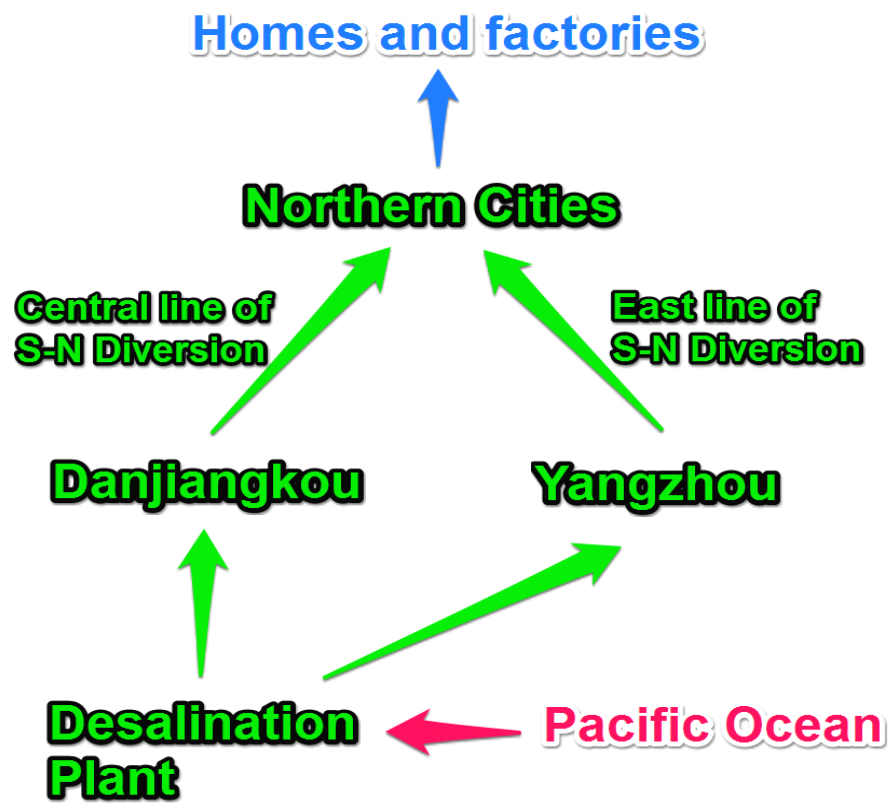 Homes and factories
Northern Cities
Central line of
S-N Diversion
East line of
S-N Diversion
Danjiangkou
Yangzhou
Desalination
Plant
Pacific Ocean